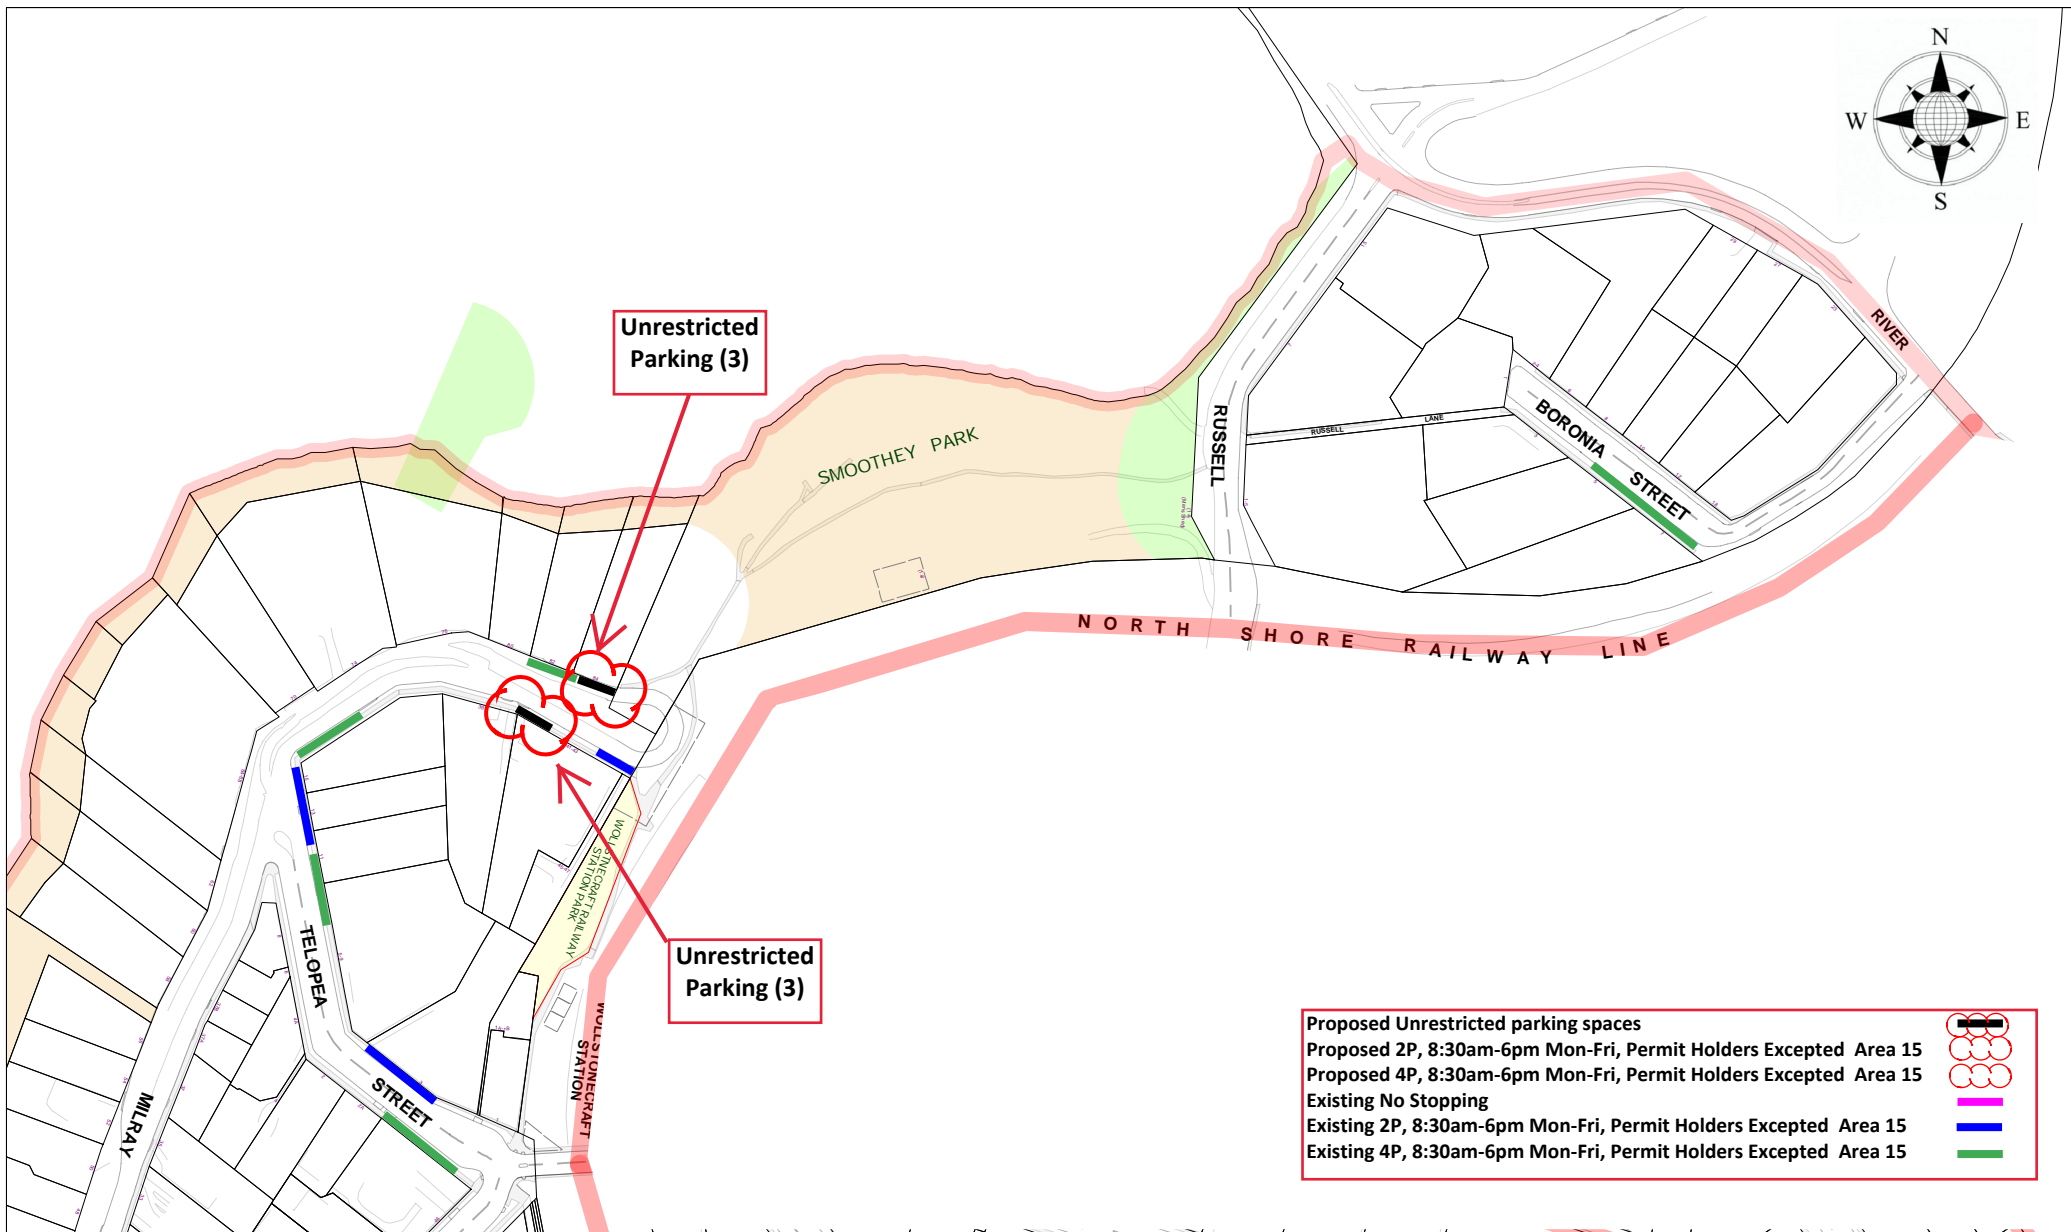 N
W
E
S
Unrestricted
Parking (3)
RIVER
SMOOTHEY PARK
RUSSELL
RUSSELL LANE
BORONIA
STREET
NORTH SHORE RAILWAY LINE
WOLLSTNECRAFT RAILWAY
STATION PARK
TELOPEA
STREET
Unrestricted
Parking (3)
WOLLSTONECRAFT
STATION
MILRAY
Proposed Unrestricted parking spaces
Proposed 2P, 8:30am-6pm Mon-Fri, Permit Holders Excepted Area 15
Proposed 4P, 8:30am-6pm Mon-Fri, Permit Holders Excepted Area 15
Existing No Stopping
Existing 2P, 8:30am-6pm Mon-Fri, Permit Holders Excepted Area 15
Existing 4P, 8:30am-6pm Mon-Fri, Permit Holders Excepted Area 15